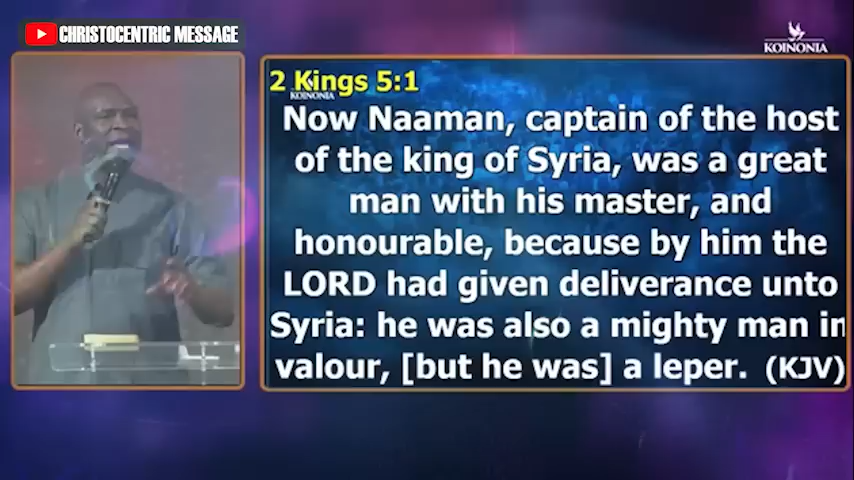 CHRISTOCENTRIC MESSAGE
KOINONIA
2 Kings 5:1
KOINONIA
Now Naaman, captain of the host
of the king of Syria, was a great
man with his master, and
honourable, because by him the
LORD had given deliverance unto
Syria: he was also a mighty man in
valour, [but he was] a leper. (KJV)